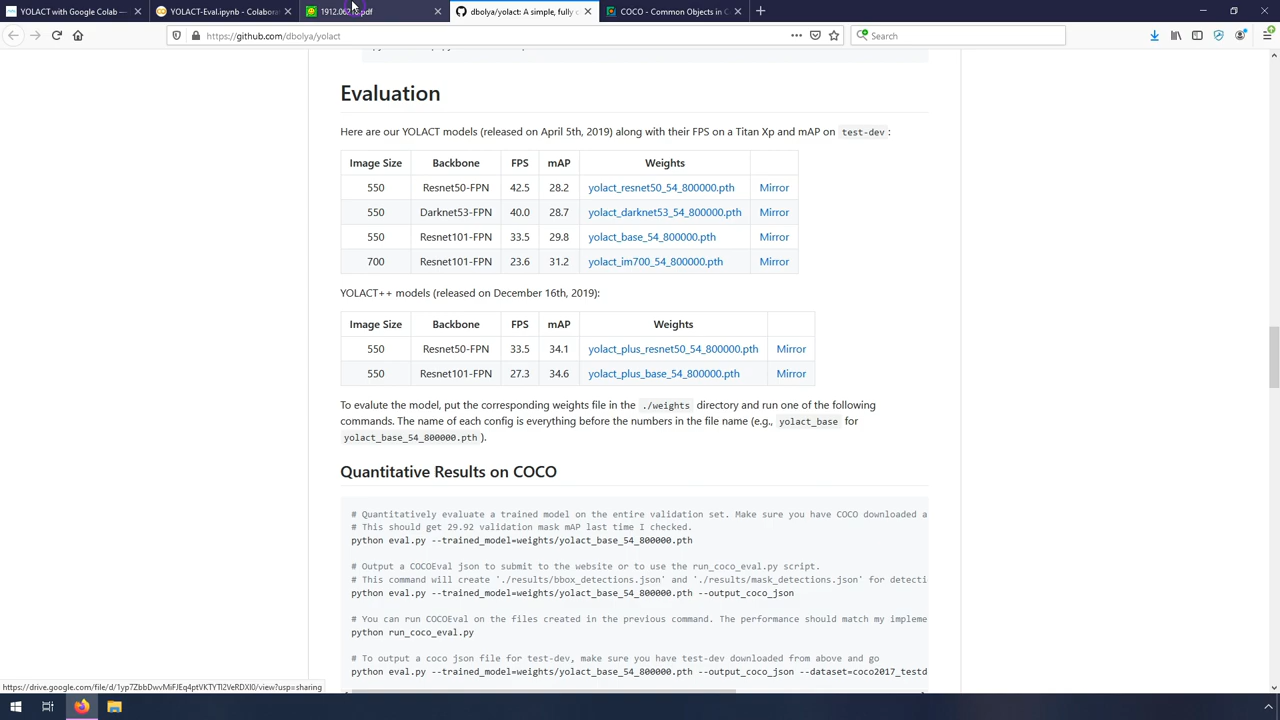 YOLACT with Google Colab —
YOLACT-Eval.ipynb - Colabora
dbolya/yolact: A simple, fully c
COCO - Common Objects in C
https://github.com/dbolya/yolact
Search
Evaluation
Here are our YOLACT models (released on April 5th, 2019) along with their FPS on a Titan Xp and mAP on test-dev :
Image Size Backbone FPS mAP Weights
550 Resnet50-FPN 42.5 28.2 yolact_resnet50_54_800000.pth Mirror
550 Darknet53-FPN 40.0 28.7 yolact_darknet53_54_800000.pth Mirror
550 Resnet101-FPN 33.5 29.8 yolact_base_54_800000.pth Mirror
700 Resnet101-FPN 23.6 31.2 yolact_im700_54_800000.pth Mirror
YOLACT++ models (released on December 16th, 2019):
Image Size Backbone FPS mAP Weights
550 Resnet50-FPN 33.5 34.1 yolact_plus_resnet50_54_800000.pth Mirror
550 Resnet101-FPN 27.3 34.6 yolact_plus_base_54_800000.pth Mirror
To evalute the model, put the corresponding weights file in the ./weights directory and run one of the following
commands. The name of each config is everything before the numbers in the file name (e.g., yolact_base for
yolact_base_54_800000.pth ).
Quantitative Results on COCO
# Quantitatively evaluate a trained model on the entire validation set. Make sure you have COCO downloaded a
# This should get 29.92 validation mask mAP last time I checked.
python eval.py --trained_model=weights/yolact_base_54_800000.pth
# Output a COCOEval json to submit to the website or to use the run_coco_eval.py script.
# This command will create './results/bbox_detections.json' and './results/mask_detections.json' for detecti
python eval.py --trained_model=weights/yolact_base_54_800000.pth --output_coco_json
# You can run COCOEval on the files created in the previous command. The performance should match my impleme
python run_coco_eval.py
# To output a coco json file for test-dev, make sure you have test-dev downloaded from above and go
python eval.py --trained_model=weights/yolact_base_54_800000.pth --output_coco_json --dataset=coco2017_testd